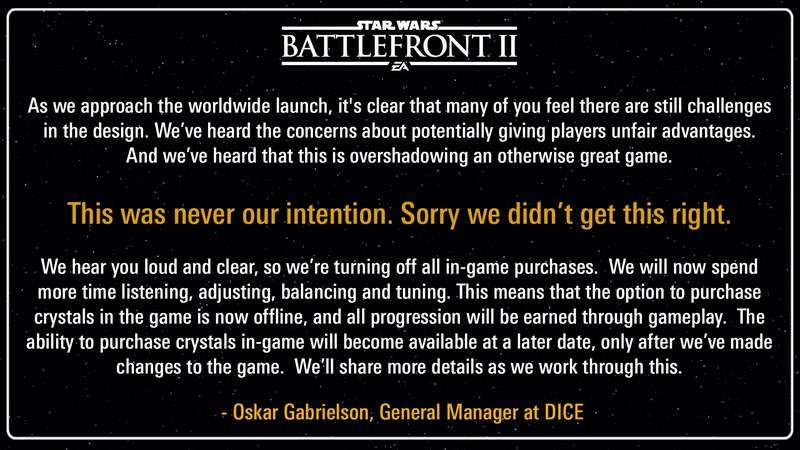 STAR WARS
BATTLEFRONT II
EA
As we approach the worldwide launch, it's clear that many of you feel there are still challenges
in the design. We've heard the concerns about potentially giving players unfair advantages.
And we've heard that this is overshadowing an otherwise great game.
This was never our intention. Sorry we didn't get this right.
We hear you loud and clear, so we're turning off all in-game purchases.  We will now spend
more time listening, adjusting, balancing and tuning. This means that the option to purchase
crystals in the game is now offline, and all progression will be earned through gameplay.  The
ability to purchase crystals in-game will become available at a later date, only after we've made
changes to the game.  We'll share more details as we work through this.
- Oskar Gabrielson, General Manager at DICE